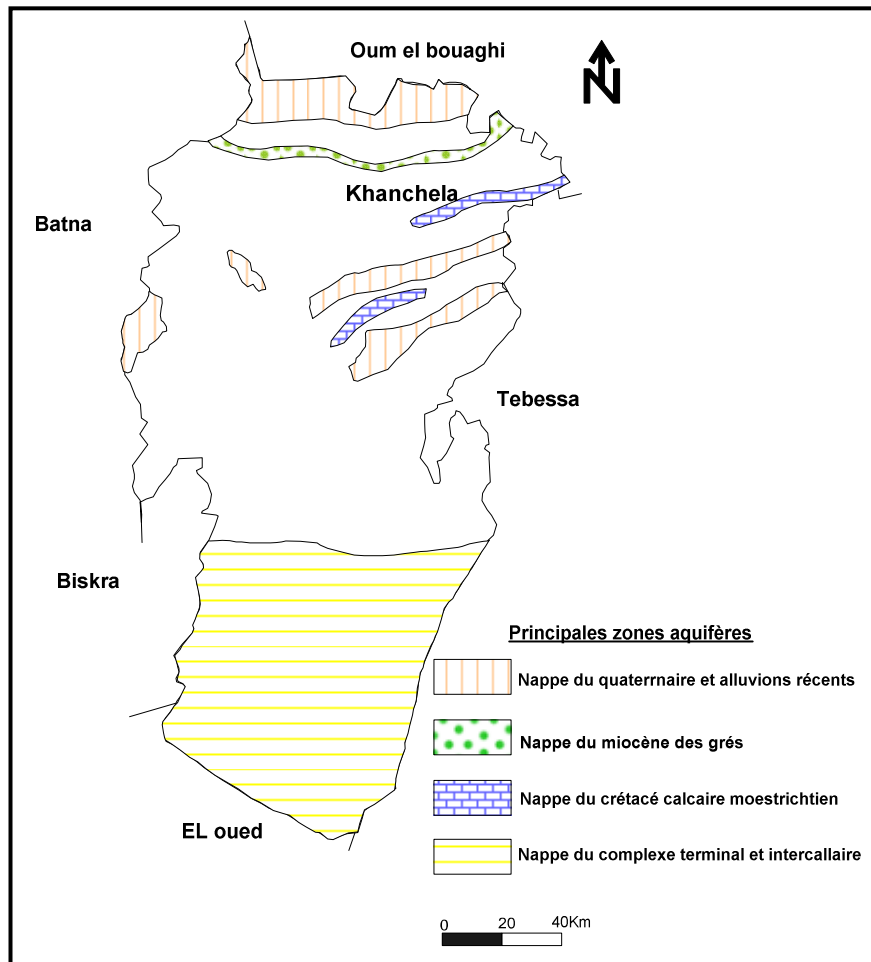 Oum el bouaghi
N
Khanchela
Batna
Tebessa
Biskra
Principales zones aquifères
Nappe du quaternnaire et alluvions récents
Nappe du miocène des grés
Nappe du crétacé calcaire moestrichtien
EL oued
Nappe du complexe terminal et intercallaire
0 20 40Km